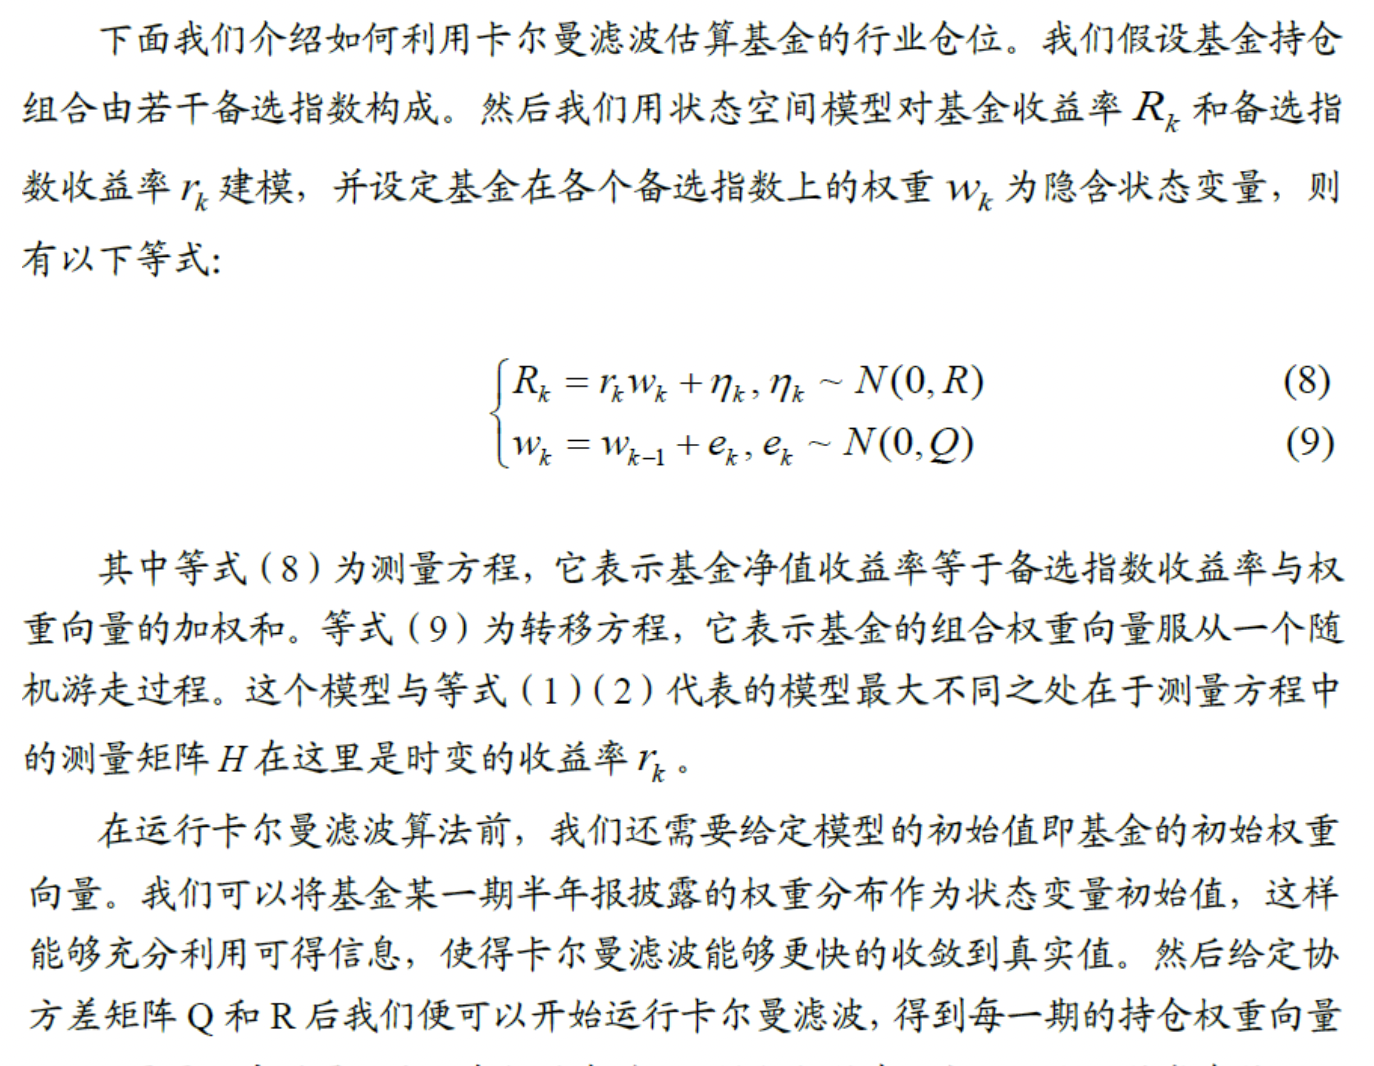 下面我们介绍如何利用卡尔曼滤波估算基金的行业仓位。我们假设基金持仓
组合由若干备选指数构成。然后我们用状态空间模型对基金收益率 R_k 和备选指
数收益率 r_k 建模，并设定基金在各个备选指数上的权重 w_k 为隐含状态变量，则
有以下等式:
R_k = r_k w_k + η_k, η_k ~ N(0, R) (8)
w_k = w_{k−1} + e_k, e_k ~ N(0, Q) (9)
其中等式（8）为测量方程，它表示基金净值收益率等于备选指数收益率与权
重向量的加权和。等式（9）为转移方程，它表示基金的组合权重向量服从一个随
机游走过程。这个模型与等式（1）（2）代表的模型最大不同之处在于测量方程中
的测量矩阵 H 在这里是时变的收益率 r_k 。
在运行卡尔曼滤波算法前，我们还需要给定模型的初始值即基金的初始权重
向量。我们可以将基金某一期半年报披露的权重分布作为状态变量初始值，这样
能够充分利用可得信息，使得卡尔曼滤波能够更快的收敛到真实值。然后给定协
方差矩阵 Q 和 R 后我们便可以开始运行卡尔曼滤波，得到每一期的持仓权重向量